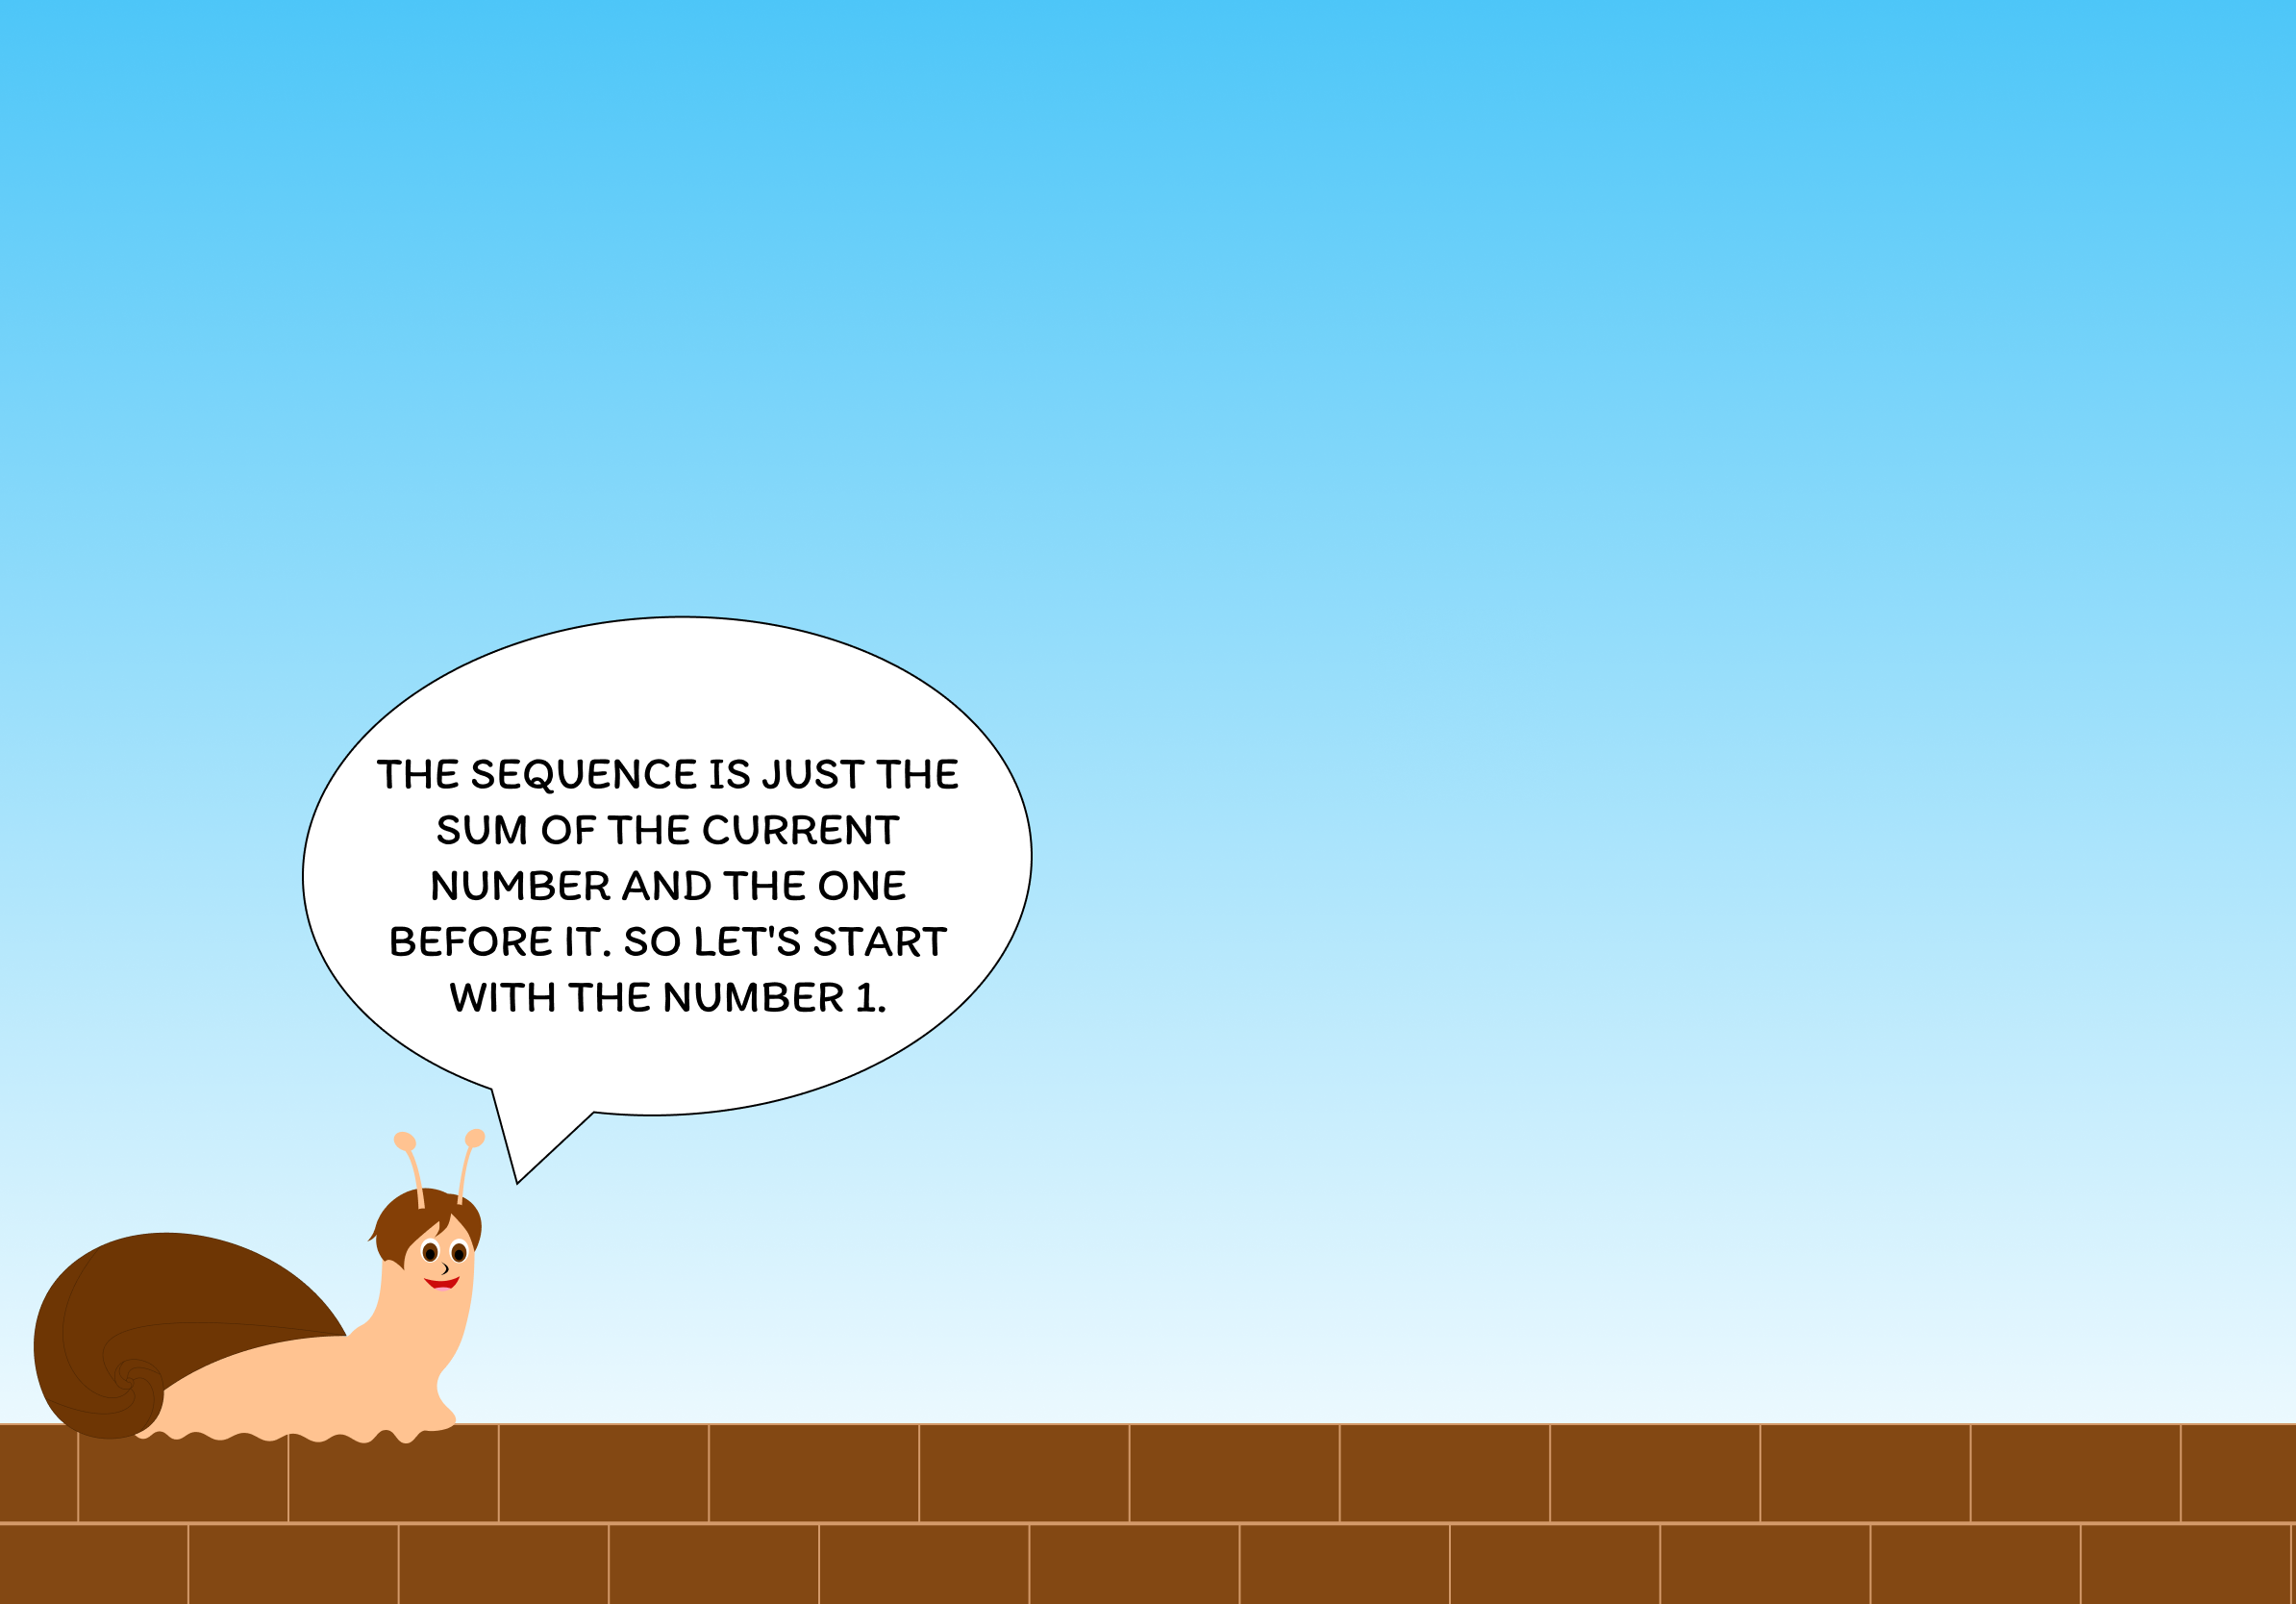 THE SEQUENCE IS JUST THE
SUM OF THE CURRENT
NUMBER AND THE ONE
BEFORE IT. SO LET'S START
WITH THE NUMBER 1.